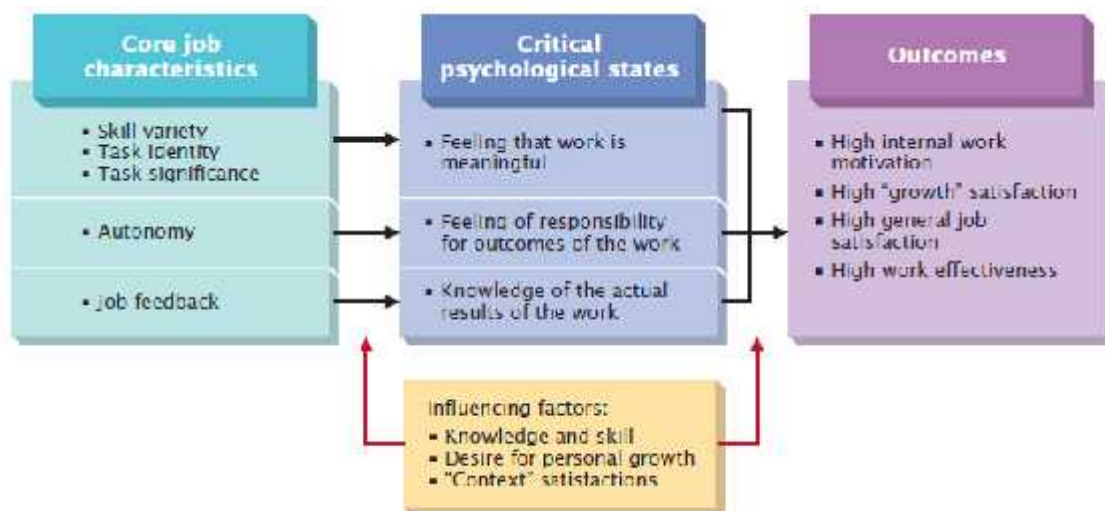 Core job
characteristics
▪ Skill variety
▪ Task identity
▪ Task significance
▪ Autonomy
▪ Job feedback
Critical
psychological states
▪ Feeling that work is
meaningful
▪ Feeling of responsibility
for outcomes of the work
▪ Knowledge of the actual
results of the work
Outcomes
▪ High internal work
motivation
▪ High "growth" satisfaction
▪ High general job
satisfaction
▪ High work effectiveness
Influencing factors:
▪ Knowledge and skill
▪ Desire for personal growth
▪ "Context" satisfactions